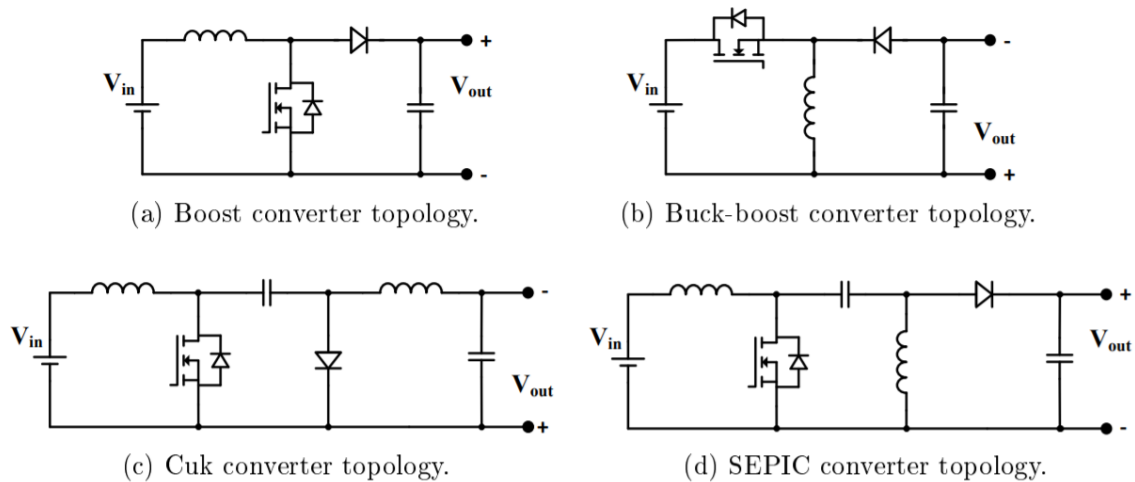 +
V_in
V_out
-
(a) Boost converter topology.
-
V_in
V_out
+
(b) Buck-boost converter topology.
-
V_in
V_out
+
(c) Cuk converter topology.
+
V_in
V_out
-
(d) SEPIC converter topology.